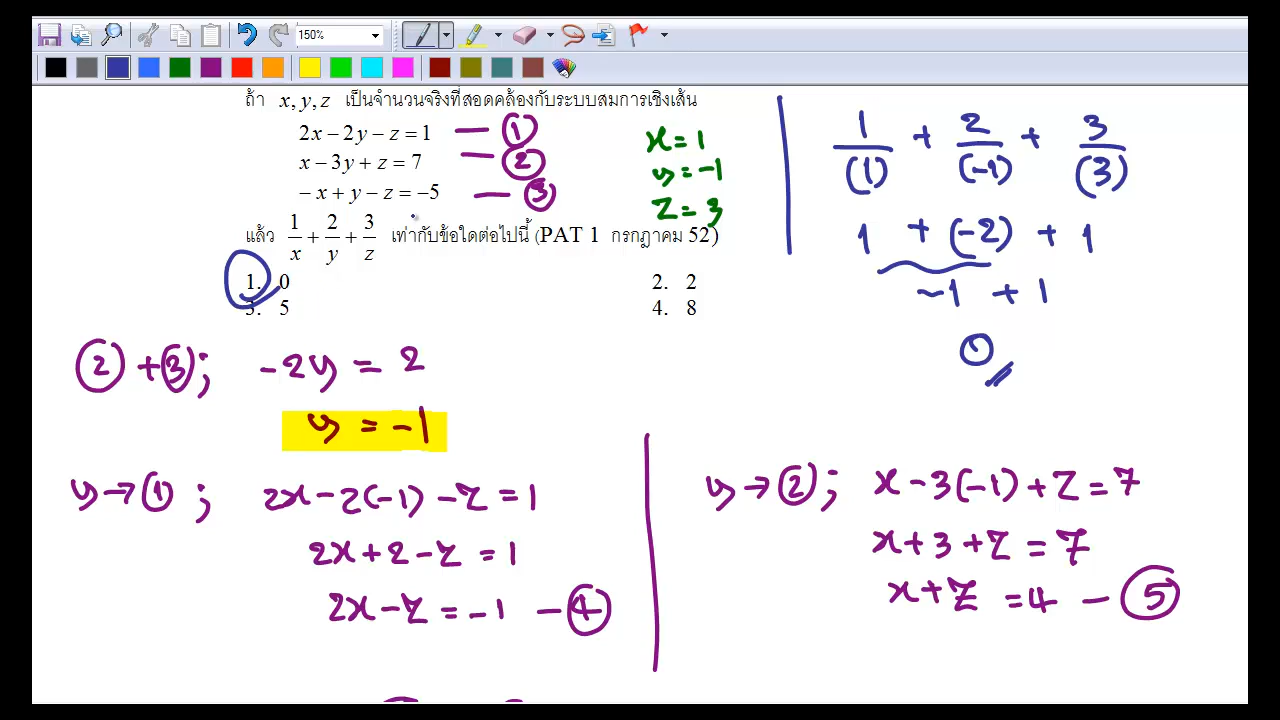 150%
ถ้า x, y, z เป็นจำนวนจริงที่สอดคล้องกับระบบสมการเชิงเส้น
2x − 2y − z = 1 — ①
x − 3y + z = 7 — ②
−x + y − z = −5 — ③
x = 1
y = −1
z = 3
แล้ว 1/x + 2/y + 3/z เท่ากับข้อใดต่อไปนี้ (PAT 1 กรกฎาคม 52)
1. 0
2. 2
3. 5
4. 8
1/(1) + 2/(-1) + 3/(3)
1 + (-2) + 1
-1 + 1
0
② + ③; -2y = 2
y = -1
y → ①; 2x - 2(-1) - z = 1
2x + 2 - z = 1
2x - z = -1 - ④
y → ②; x - 3(-1) + z = 7
x + 3 + z = 7
x + z = 4 - ⑤